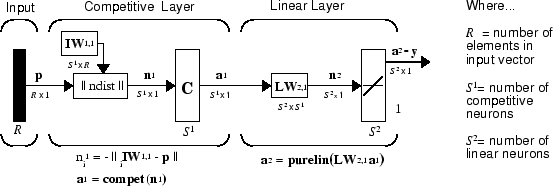 Input
Competitive Layer
Linear Layer
Where...
IW1,1
S1xR
p
R x 1
|| ndist ||
n1
S1x1
C
a1
S1x1
LW2,1
S2xS1
n2
S2x1
a2 = y
S2x1
1
R
S1
S2
ni1 = - || iIW1,1 - p ||
a1 = compet(n1)
a2 = purelin(LW2,1a1)
R = number of
elements in
input vector
S1= number of
competitive
neurons
S2= number of
linear neurons